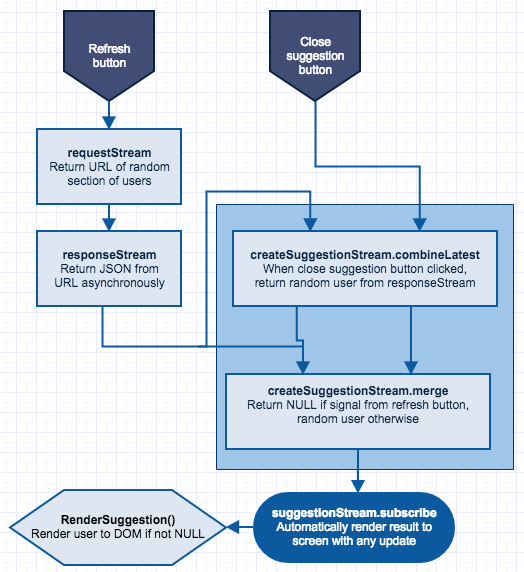 Refresh
button
Close
suggestion
button
requestStream
Return URL of random
section of users
responseStream
Return JSON from
URL asynchronously
createSuggestionStream.combineLatest
When close suggestion button clicked,
return random user from responseStream
createSuggestionStream.merge
Return NULL if signal from refresh button,
random user otherwise
suggestionStream.subscribe
Automatically render result to
screen with any update
RenderSuggestion()
Render user to DOM if not NULL